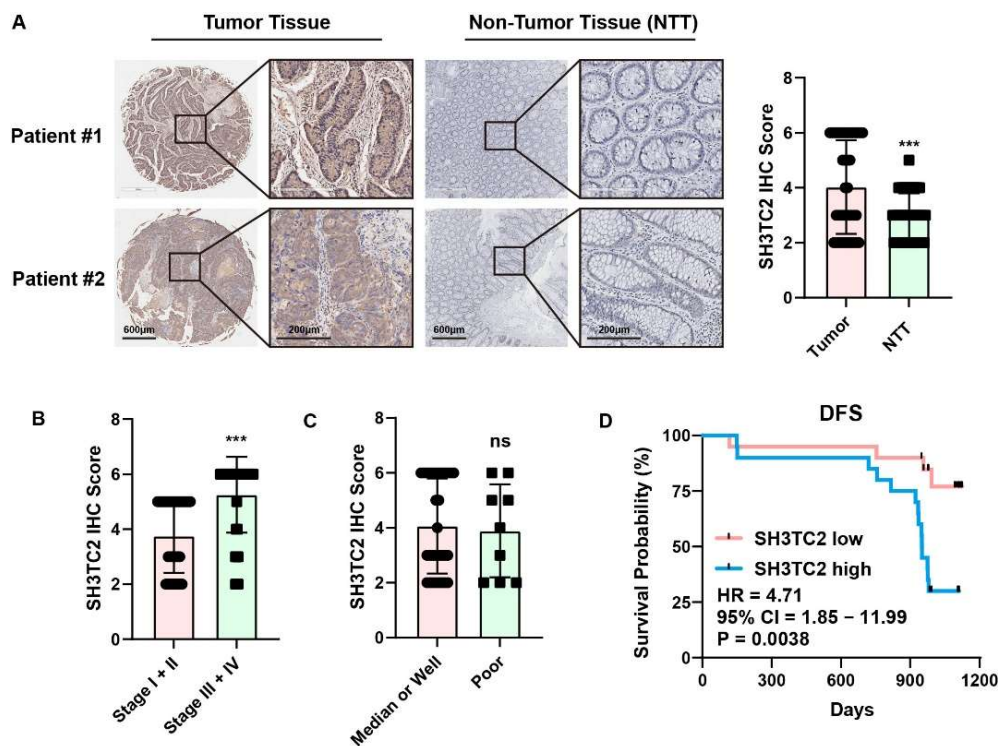 A
Tumor Tissue
Non-Tumor Tissue (NTT)
Patient #1
Patient #2
600μm
200μm
600μm
200μm
SH3TC2 IHC Score
8
6
4
2
0
***
Tumor
NTT
B
SH3TC2 IHC Score
8
6
4
2
0
***
Stage I + II
Stage III + IV
C
SH3TC2 IHC Score
8
6
4
2
0
ns
Median or Well
Poor
D
DFS
Survival Probability (%)
100
75
50
25
0
SH3TC2 low
SH3TC2 high
HR = 4.71
95% CI = 1.85 – 11.99
P = 0.0038
0
300
600
900
1200
Days